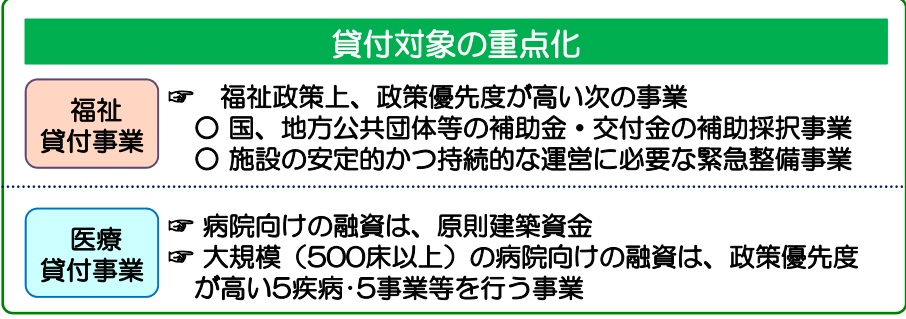 貸付対象の重点化
福祉
貸付事業
☞ 福祉政策上、政策優先度が高い次の事業
○ 国、地方公共団体等の補助金・交付金の補助採択事業
○ 施設の安定的かつ持続的な運営に必要な緊急整備事業
医療
貸付事業
☞ 病院向けの融資は、原則建築資金
☞ 大規模（500床以上）の病院向けの融資は、政策優先度
が高い5疾病･5事業等を行う事業